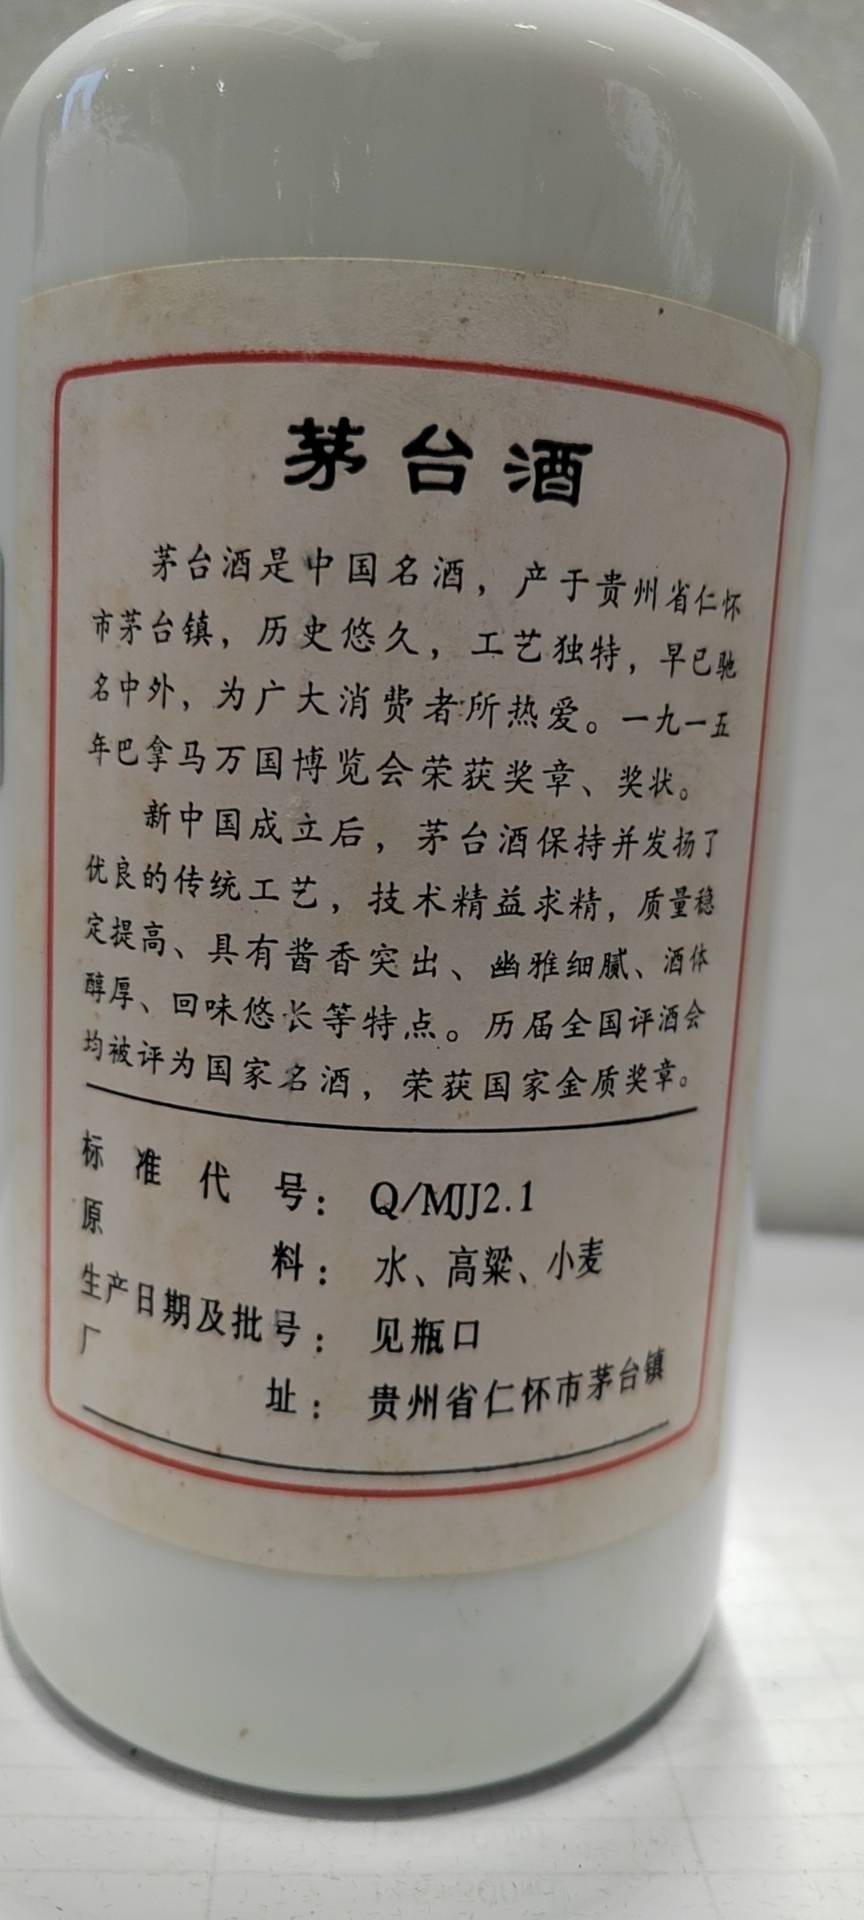 茅台酒
茅台酒是中国名酒，产于贵州省仁怀
市茅台镇，历史悠久，工艺独特，早已驰
名中外，为广大消费者所热爱。一九一五
年巴拿马万国博览会荣获奖章、奖状。
新中国成立后，茅台酒保持并发扬了
优良的传统工艺，技术精益求精，质量稳
定提高、具有酱香突出、幽雅细腻、酒体
醇厚、回味悠长等特点。历届全国评酒会
均被评为国家名酒，荣获国家金质奖章。
标准代号：Q/MJJ2.1
原料：水、高粱、小麦
生产日期及批号：见瓶口
厂址：贵州省仁怀市茅台镇